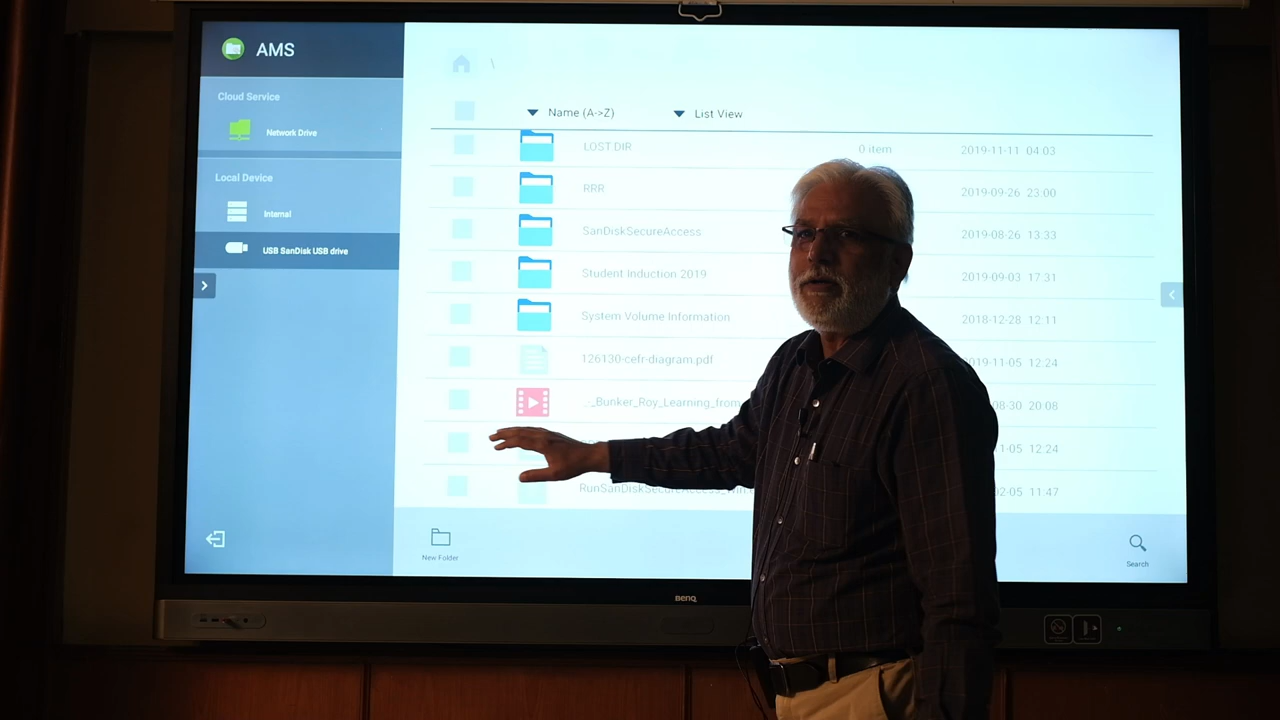 AMS
Cloud Service
Network Drive
Local Device
Internal
USB SanDisk USB drive
\
Name (A->Z) List View
LOST.DIR 0 item 2019-11-11 04:03
RRR 2019-09-26 23:00
SanDiskSecureAccess 2019-08-26 13:33
Student Induction 2019 2019-09-03 17:31
System Volume Information 2018-12-28 12:11
126130-cefr-diagram.pdf 2019-11-05 12:24
_Bunker_Roy_Learning_from 08-30 20:08
12:24
RunSanDiskSecureAccess_Win 02-05 11:47
New Folder
Search
BenQ